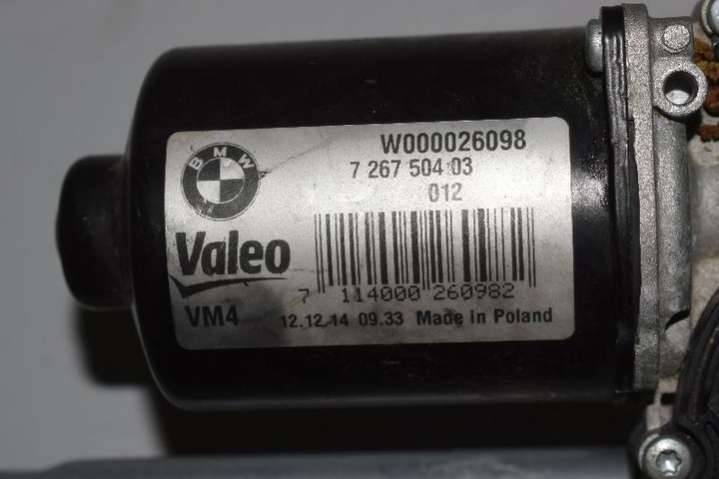 W000026098
7 267 504 03
012
BMW
Valeo
7 114000 260982
VM4
12.12.14 09.33 Made in Poland